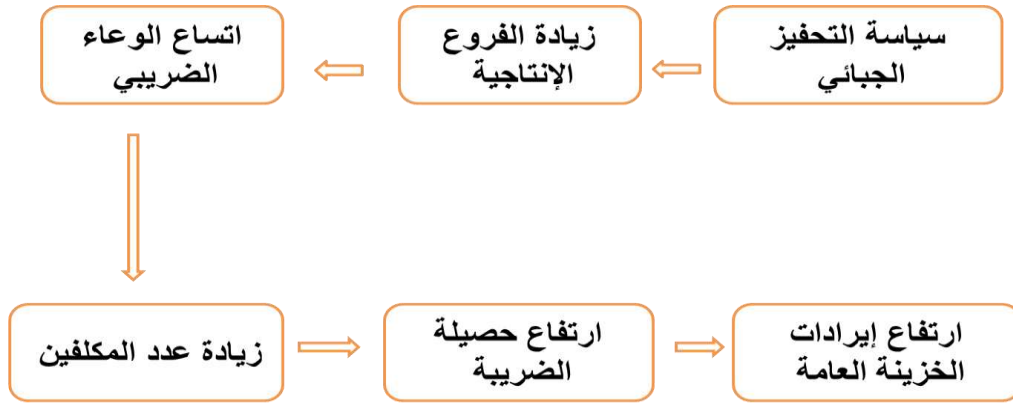 سياسة التحفيز
الجبائي
زيادة الفروع
الإنتاجية
اتساع الوعاء
الضريبي
زيادة عدد المكلفين
ارتفاع حصيلة
الضريبة
ارتفاع إيرادات
الخزينة العامة